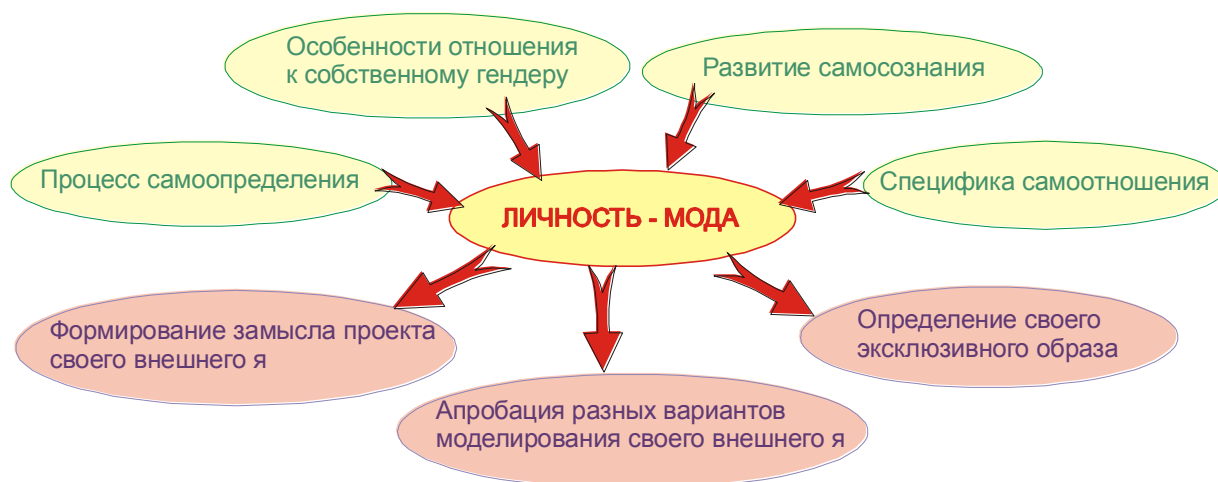 Особенности отношения
к собственному гендеру
Развитие самосознания
Процесс самоопределения
Специфика самоотношения
ЛИЧНОСТЬ - МОДА
Формирование замысла проекта
своего внешнего я
Определение своего
эксклюзивного образа
Апробация разных вариантов
моделирования своего внешнего я